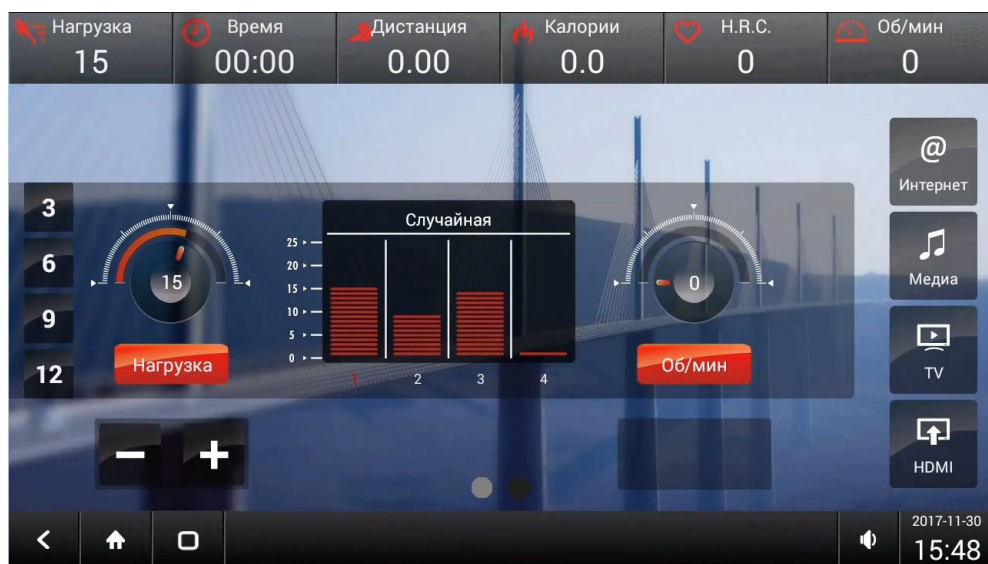 Нагрузка
15
Время
00:00
Дистанция
0.00
Калории
0.0
H.R.C.
0
Об/мин
0
3
6
9
12
15
Нагрузка
Случайная
25
20
15
10
5
0
1 2 3 4
0
Об/мин
@
Интернет
Медиа
TV
HDMI
2017-11-30
15:48